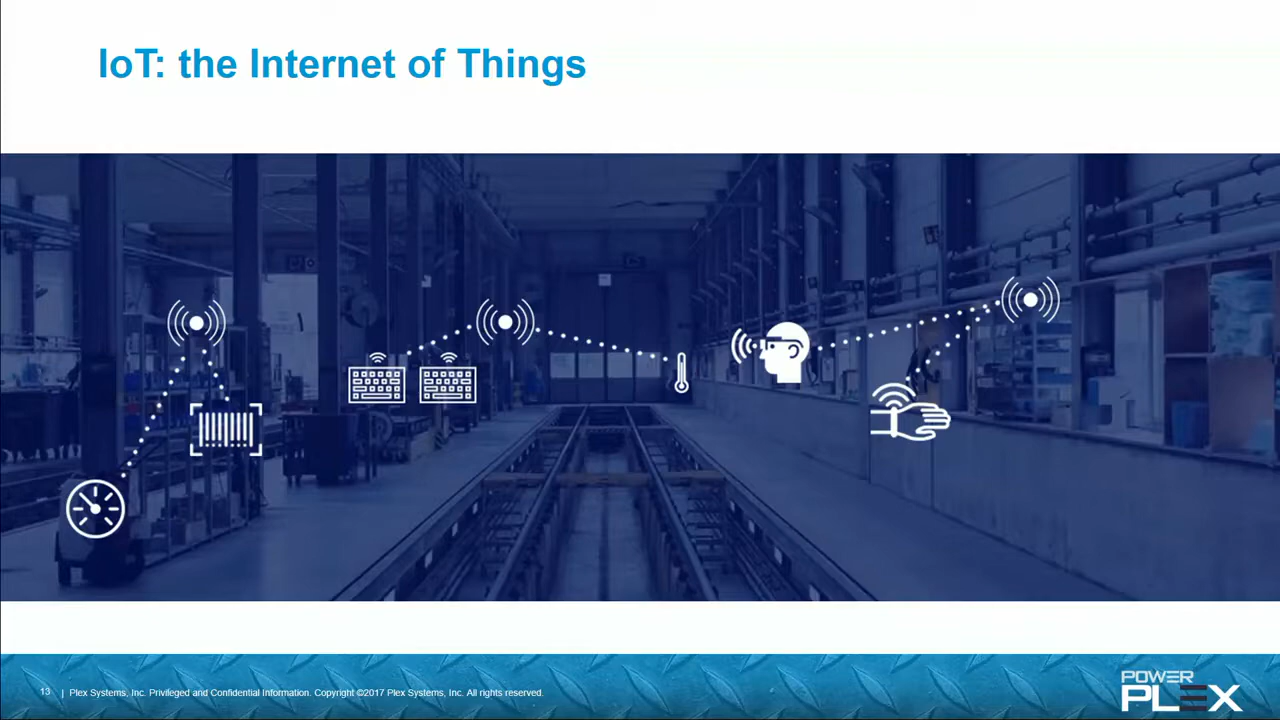 IoT: the Internet of Things
13 | Plex Systems, Inc. Privileged and Confidential Information. Copyright ©2017 Plex Systems, Inc. All rights reserved.
POWER
PLEX